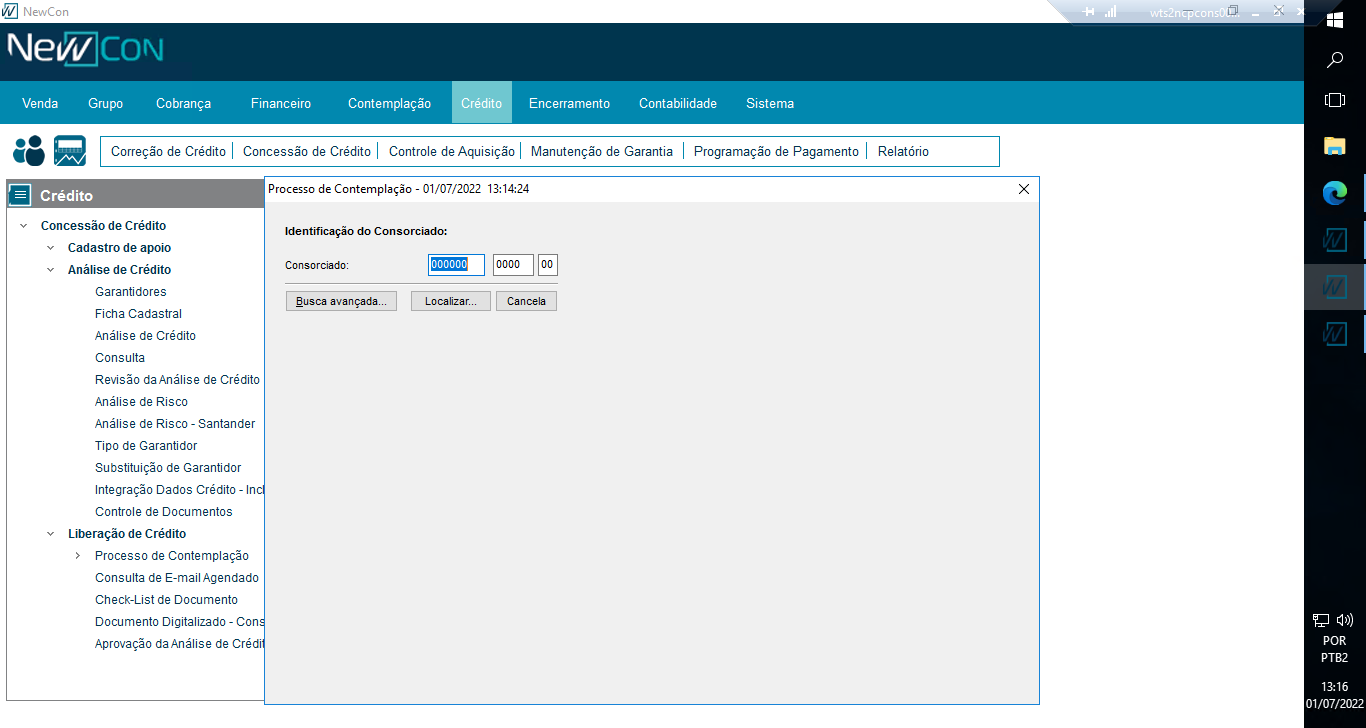 NewCon
wts2ncpcons0
NewCon
Venda Grupo Cobrança Financeiro Contemplação Crédito Encerramento Contabilidade Sistema
Correção de Crédito Concessão de Crédito Controle de Aquisição Manutenção de Garantia Programação de Pagamento Relatório
Crédito
Concessão de Crédito
Cadastro de apoio
Análise de Crédito
Garantidores
Ficha Cadastral
Análise de Crédito
Consulta
Revisão da Análise de Crédito
Análise de Risco
Análise de Risco - Santander
Tipo de Garantidor
Substituição de Garantidor
Integração Dados Crédito - Incl
Controle de Documentos
Liberação de Crédito
Processo de Contemplação
Consulta de E-mail Agendado
Check-List de Documento
Documento Digitalizado - Cons
Aprovação da Análise de Crédit
Processo de Contemplação - 01/07/2022 13:14:24
Identificação do Consorciado:
Consorciado: 000000 0000 00
Busca avançada... Localizar... Cancela
POR
PTB2
13:16
01/07/2022